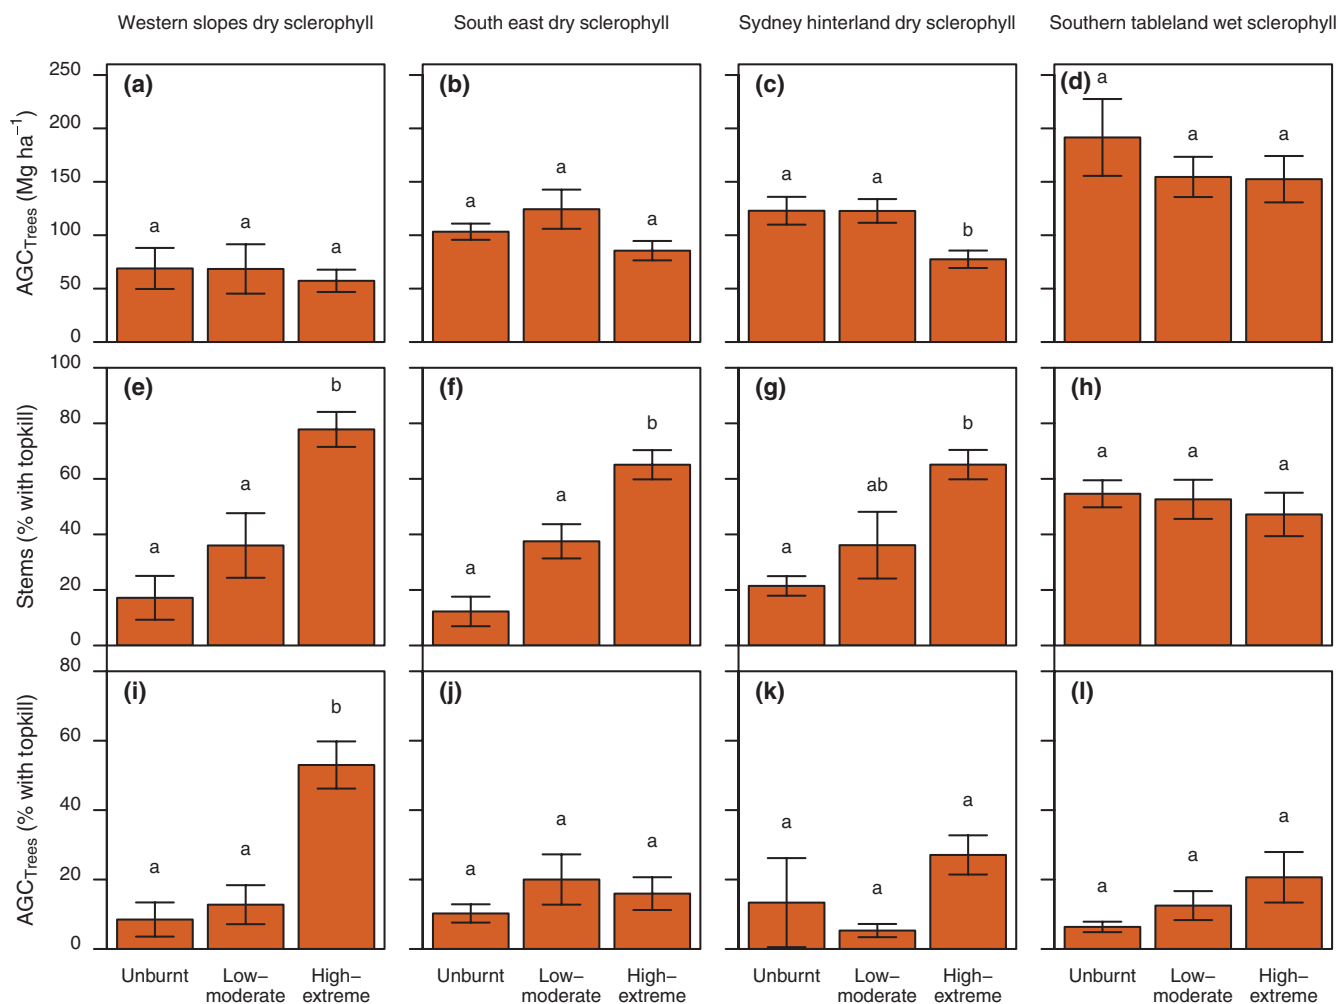 Western slopes dry sclerophyll South east dry sclerophyll Sydney hinterland dry sclerophyll Southern tableland wet sclerophyll
AGCTrees (Mg ha−1)
250
200
150
100
50
0
(a)
a a a
(b)
a a a
(c)
a a b
(d)
a a a
Stems (% with topkill)
100
80
60
40
20
0
(e)
a a b
(f)
a a b
(g)
a ab b
(h)
a a a
AGCTrees (% with topkill)
80
60
40
20
0
(i)
a a b
(j)
a a a
(k)
a a a
(l)
a a a
Unburnt Low– High– Unburnt Low– High– Unburnt Low– High– Unburnt Low– High–
moderate extreme moderate extreme moderate extreme moderate extreme